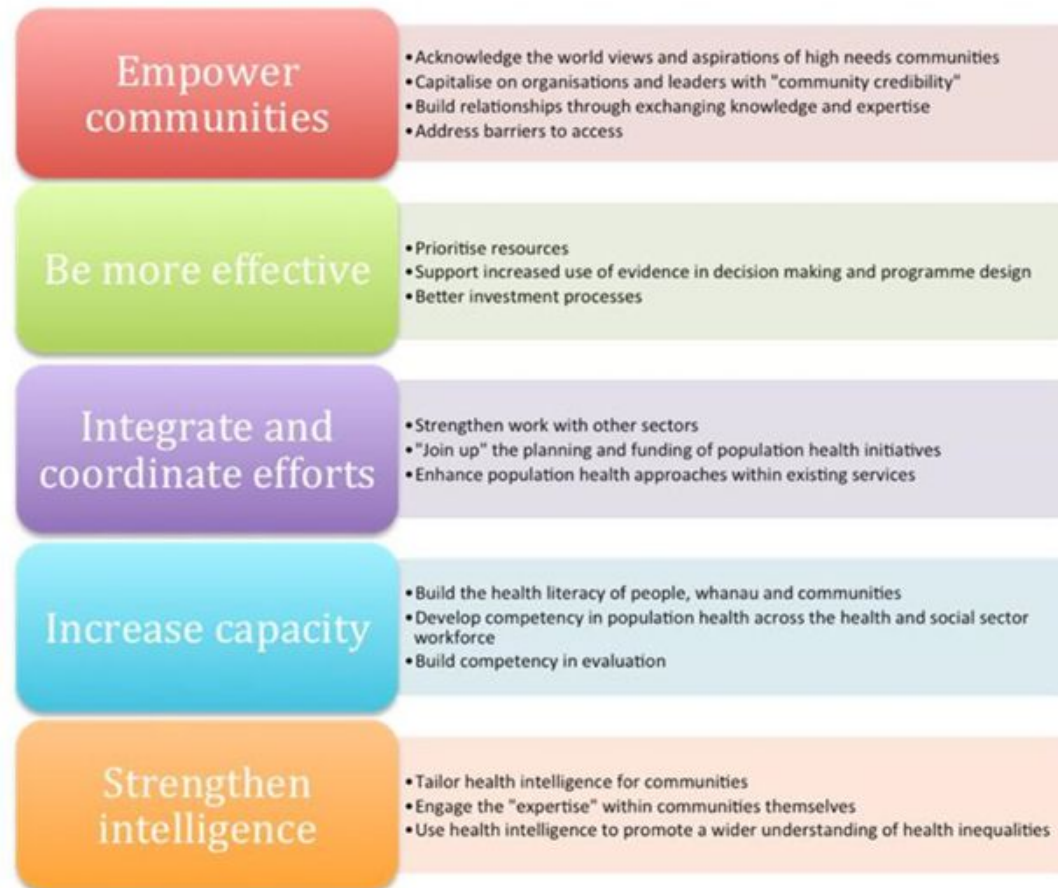 Empower
communities
• Acknowledge the world views and aspirations of high needs communities
• Capitalise on organisations and leaders with "community credibility"
• Build relationships through exchanging knowledge and expertise
• Address barriers to access
Be more effective
• Prioritise resources
• Support increased use of evidence in decision making and programme design
• Better investment processes
Integrate and
coordinate efforts
• Strengthen work with other sectors
• "Join up" the planning and funding of population health initiatives
• Enhance population health approaches within existing services
Increase capacity
• Build the health literacy of people, whanau and communities
• Develop competency in population health across the health and social sector
workforce
• Build competency in evaluation
Strengthen
intelligence
• Tailor health intelligence for communities
• Engage the "expertise" within communities themselves
• Use health intelligence to promote a wider understanding of health inequalities